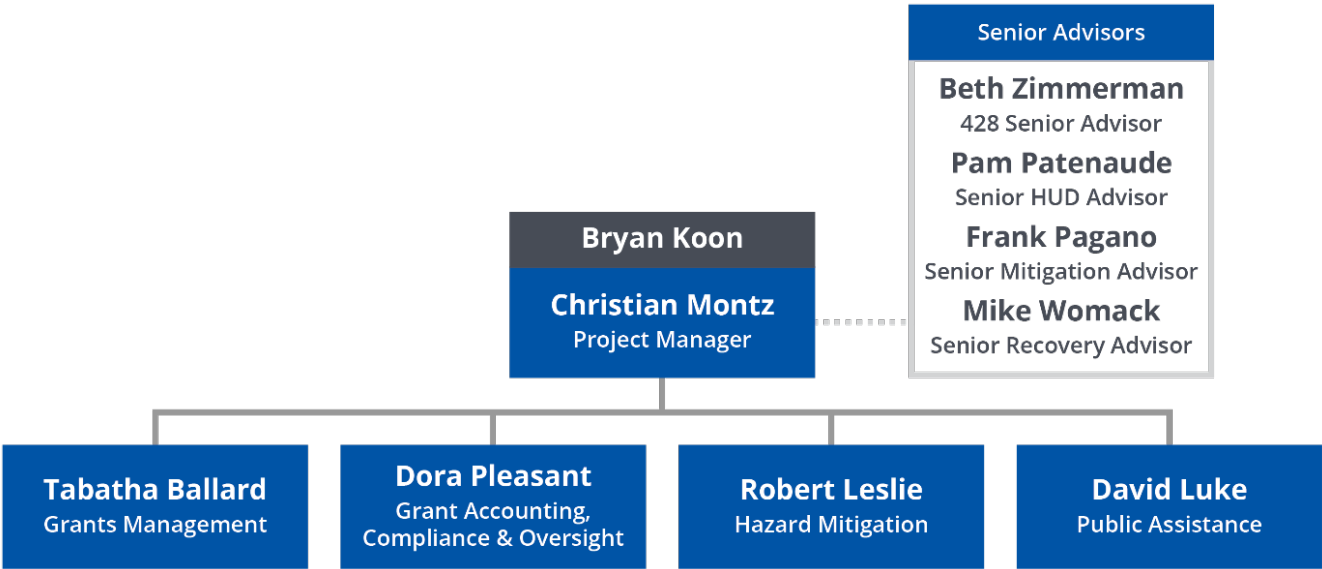 Senior Advisors
Beth Zimmerman
428 Senior Advisor
Pam Patenaude
Senior HUD Advisor
Frank Pagano
Senior Mitigation Advisor
Mike Womack
Senior Recovery Advisor
Bryan Koon
Christian Montz
Project Manager
Tabatha Ballard
Grants Management
Dora Pleasant
Grant Accounting,
Compliance & Oversight
Robert Leslie
Hazard Mitigation
David Luke
Public Assistance